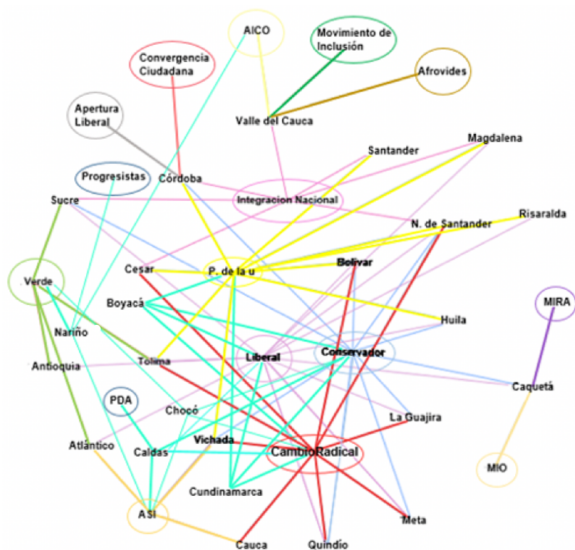 AICO
Movimiento de
Inclusión
Convergencia
Ciudadana
Afrovides
Apertura
Liberal
Valle del Cauca
Magdalena
Santander
Progresistas
Córdoba
Sucre
Integracion Nacional
Risaralda
N. de Santander
Cesar
P. de la u
Bolivar
Verde
Boyacá
MIRA
Nariño
Huila
Antioquia
Tolima
Liberal
Conservador
Caquetá
PDA
Chocó
La Guajira
Atlántico
Caldas
Vichada
CambioRadical
MIO
Cundinamarca
ASI
Meta
Cauca
Quindío